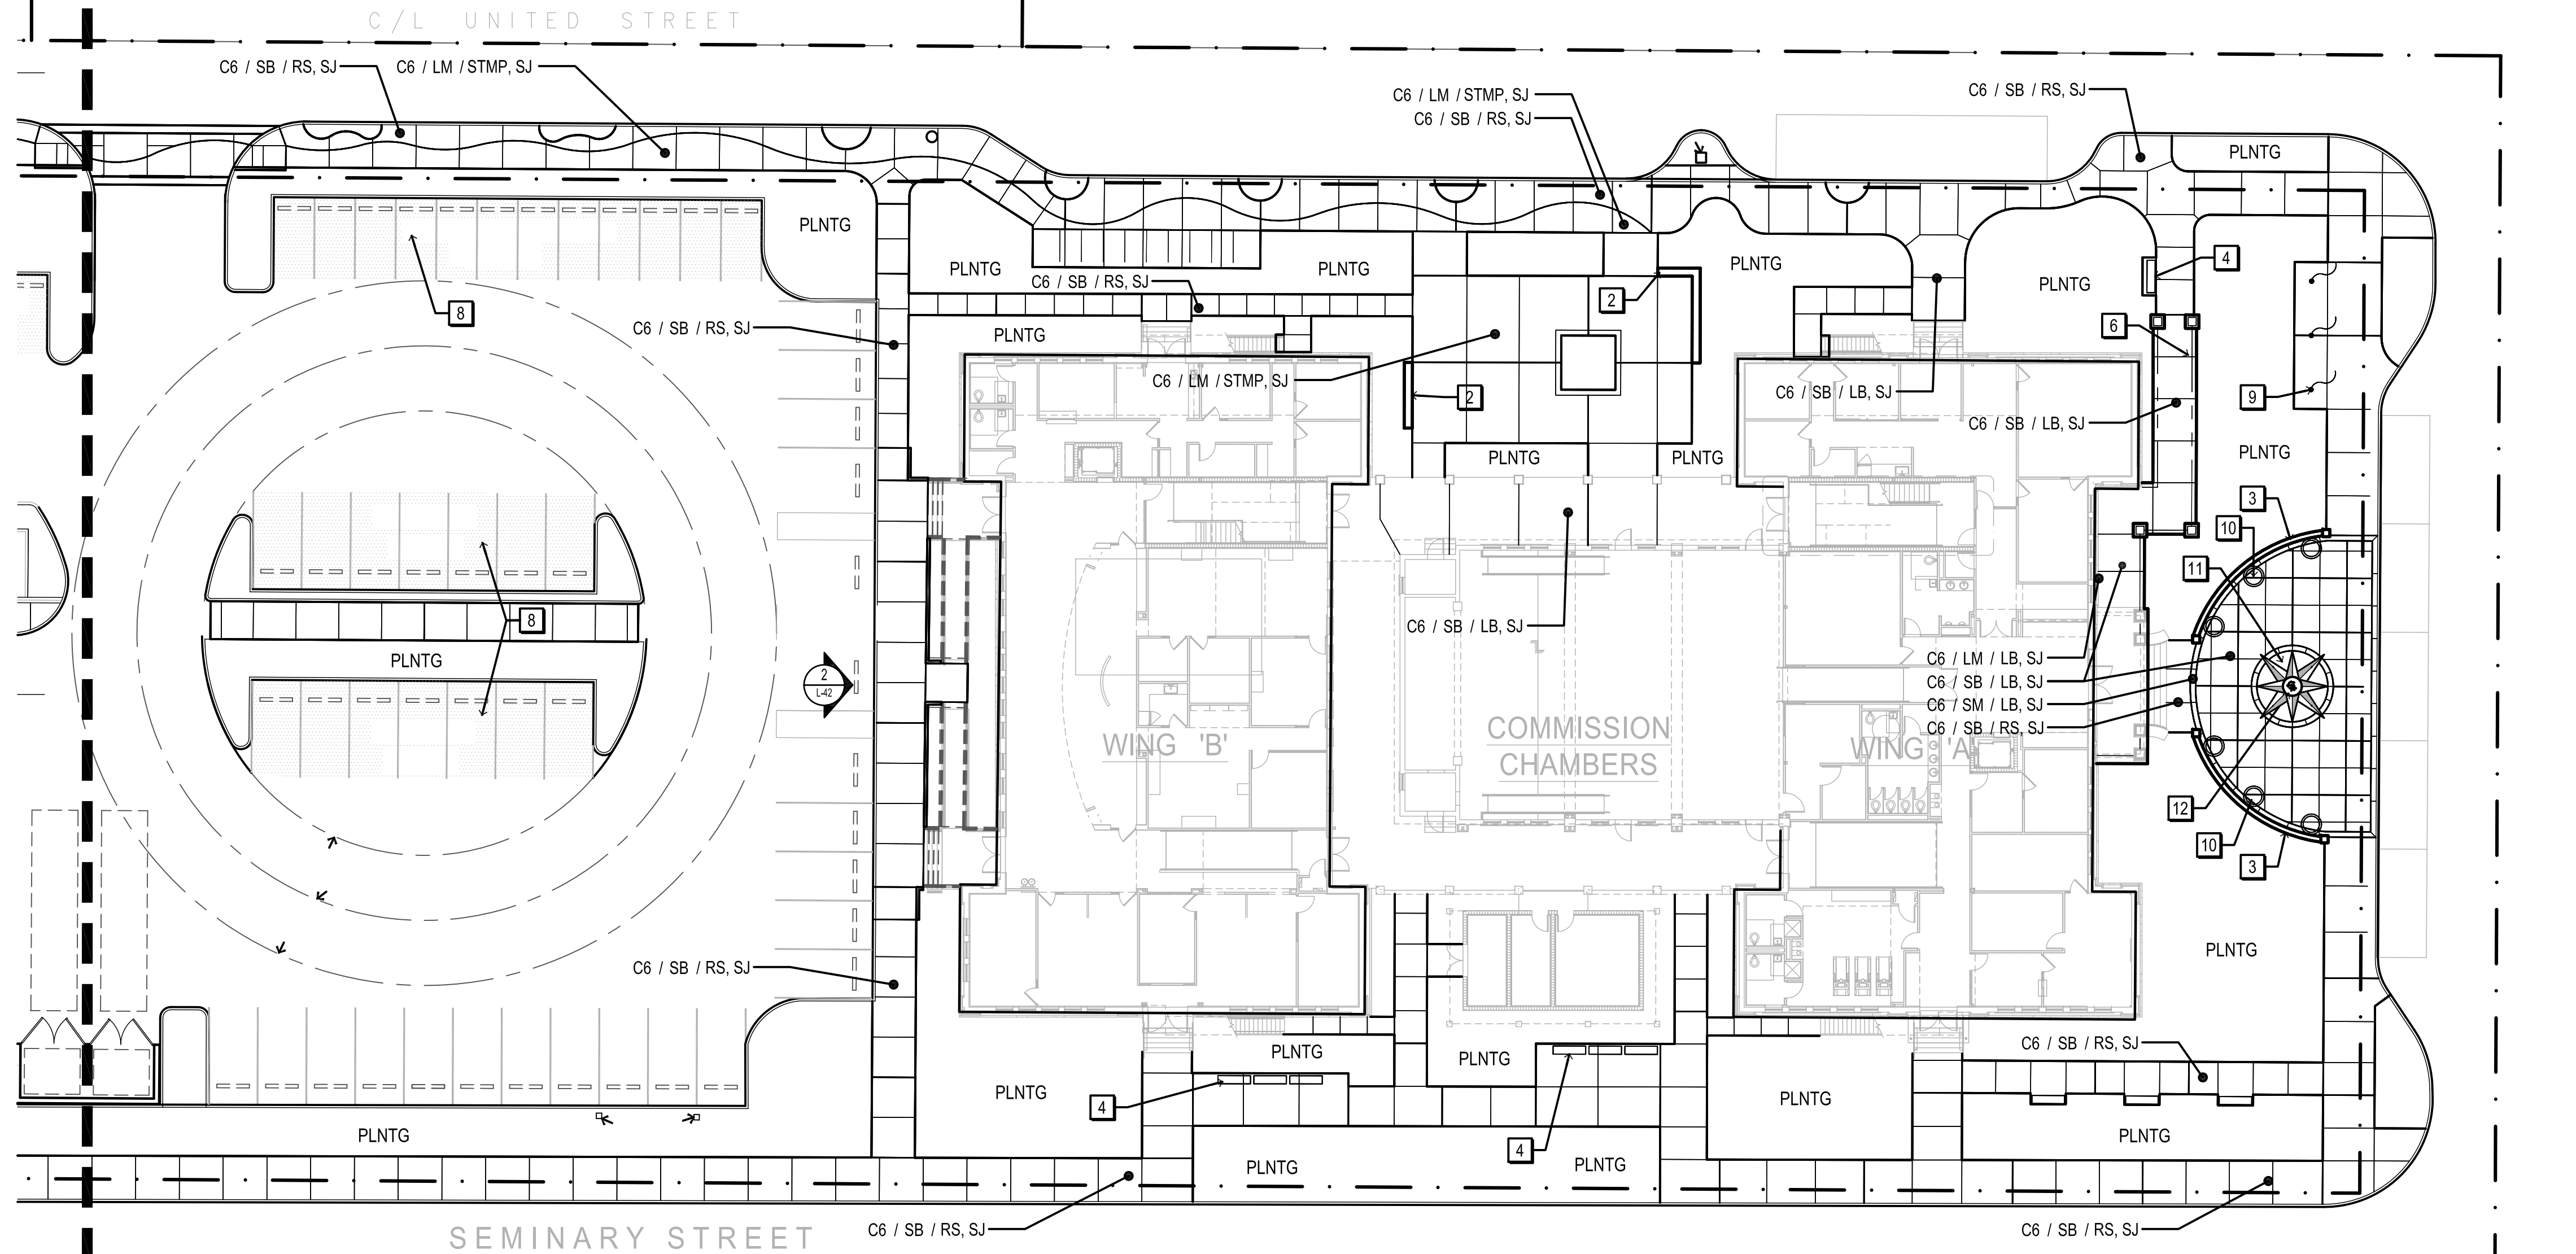 C/L UNITED STREET
C6 / SB / RS, SJ
C6 / LM / STMP, SJ
C6 / LM / STMP, SJ
C6 / SB / RS, SJ
C6 / SB / RS, SJ
PLNTG
PLNTG
PLNTG
PLNTG
PLNTG
PLNTG
4
C6 / SB / RS, SJ
2
8
C6 / SB / RS, SJ
PLNTG
6
C6 / LM / STMP, SJ
2
C6 / SB / LB, SJ
9
C6 / SB / LB, SJ
PLNTG
PLNTG
PLNTG
3
10
11
8
C6 / SB / LB, SJ
PLNTG
C6 / LM / LB, SJ
C6 / SB / LB, SJ
C6 / SM / LB, SJ
C6 / SB / RS, SJ
2
L-42
WING 'B'
COMMISSION
CHAMBERS
WING 'A'
12
10
3
PLNTG
C6 / SB / RS, SJ
C6 / SB / RS, SJ
PLNTG
PLNTG
PLNTG
PLNTG
4
PLNTG
PLNTG
4
PLNTG
PLNTG
C6 / SB / RS, SJ
C6 / SB / RS, SJ
SEMINARY STREET